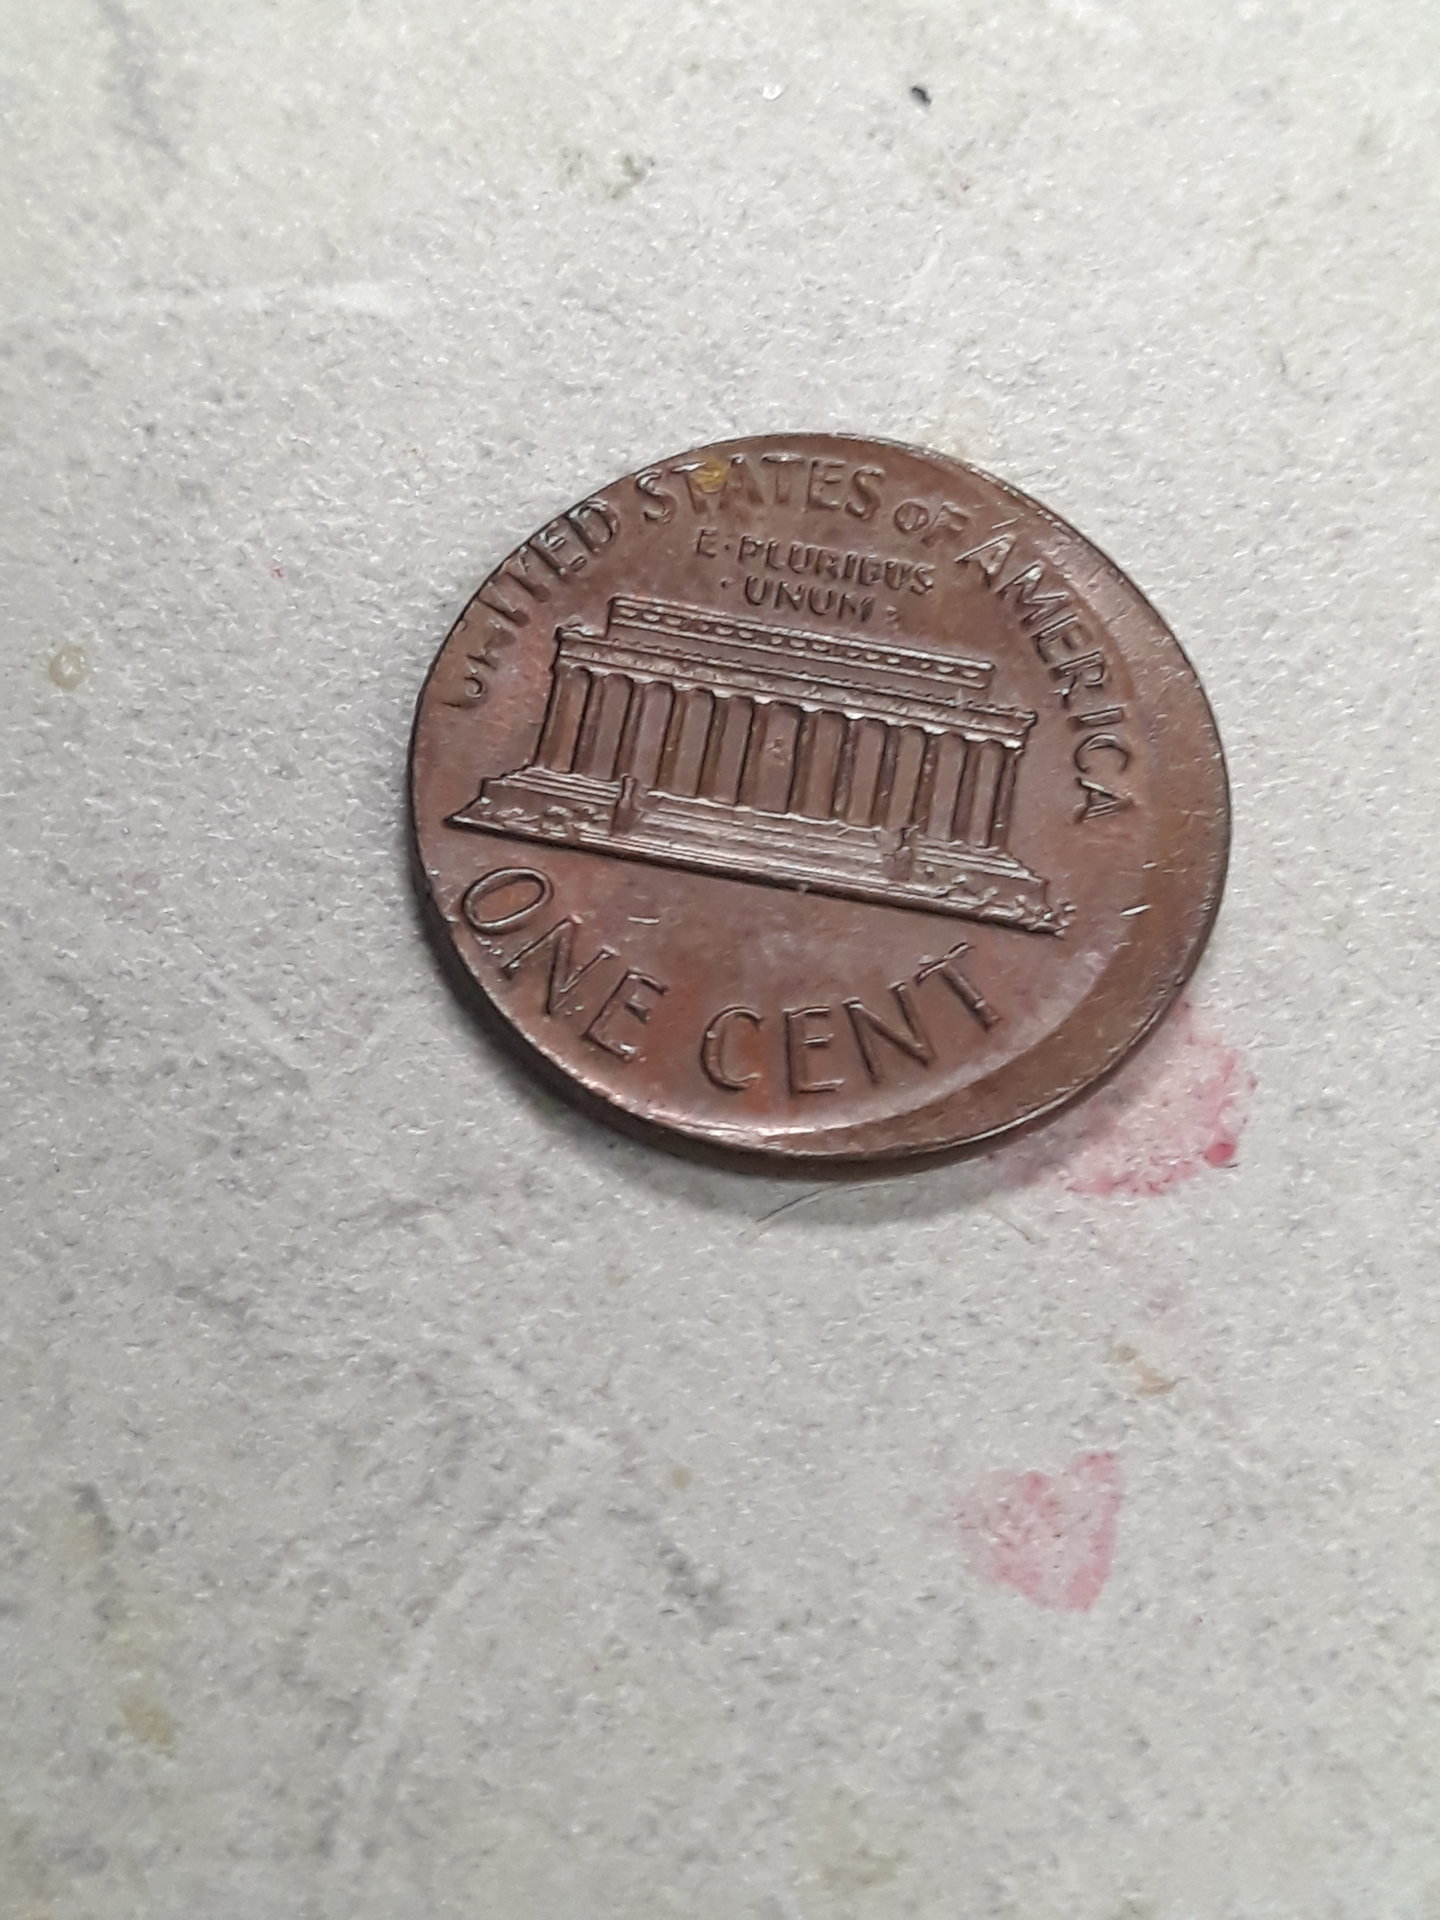 UNITED STATES OF AMERICA
E·PLURIBUS
·UNUM·
ONE CENT